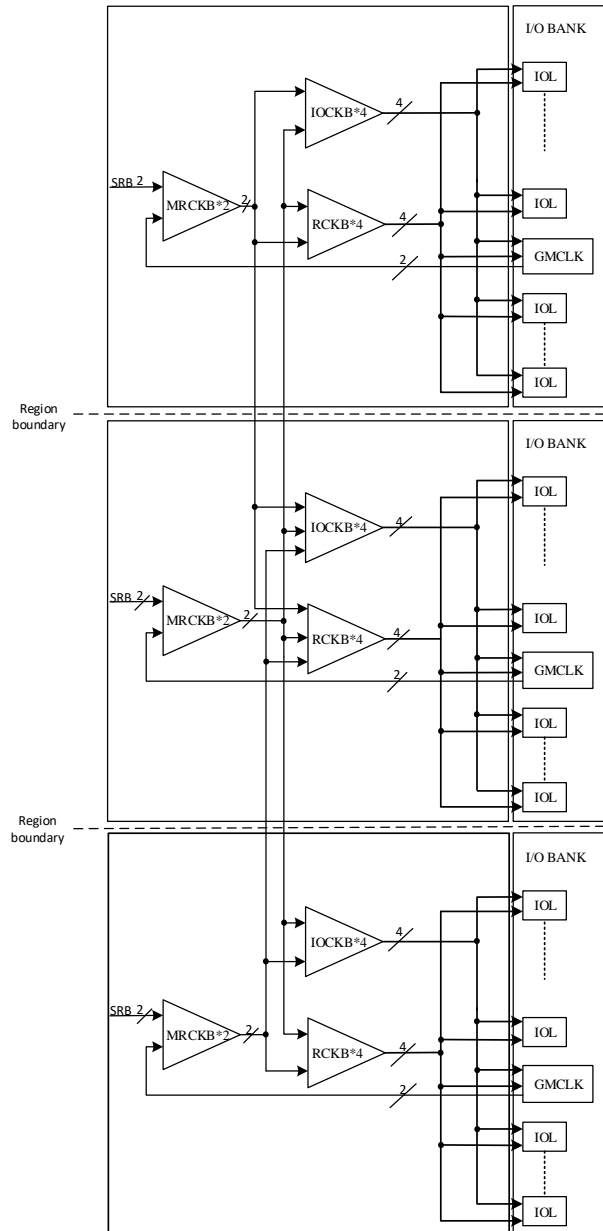 I/O BANK
IOL
IOCKB*4
4
SRB 2
MRCKB*2
2
RCKB*4
4
IOL
GMCLK
2
IOL
IOL
Region
boundary
I/O BANK
IOL
IOCKB*4
4
SRB 2
MRCKB*2
2
RCKB*4
4
IOL
GMCLK
2
IOL
IOL
Region
boundary
I/O BANK
IOL
IOCKB*4
4
SRB 2
MRCKB*2
2
RCKB*4
4
IOL
GMCLK
2
IOL
IOL